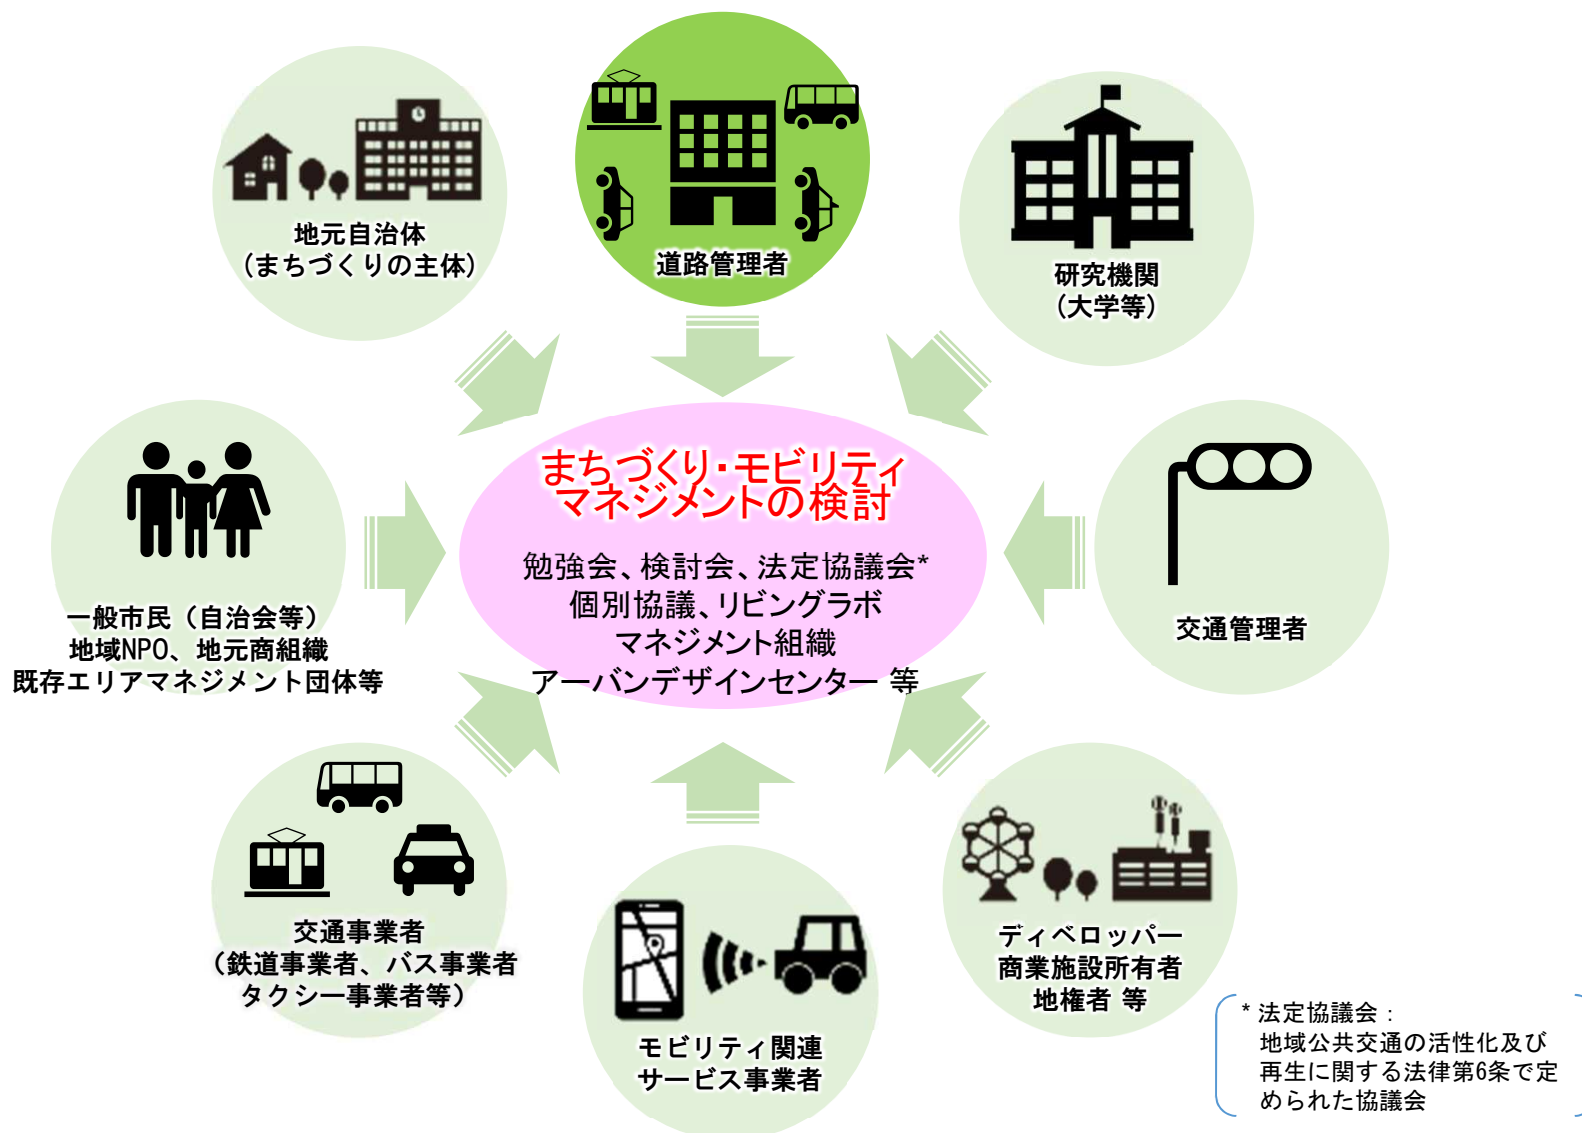 地元自治体
(まちづくりの主体)
道路管理者
研究機関
(大学等)
まちづくり・モビリティ
マネジメントの検討
勉強会、検討会、法定協議会*
個別協議、リビングラボ
マネジメント組織
アーバンデザインセンター 等
一般市民（自治会等）
地域NPO、地元商組織
既存エリアマネジメント団体等
交通管理者
交通事業者
（鉄道事業者、バス事業者
タクシー事業者等）
モビリティ関連
サービス事業者
ディベロッパー
商業施設所有者
地権者 等
* 法定協議会：
地域公共交通の活性化及び
再生に関する法律第6条で定
められた協議会